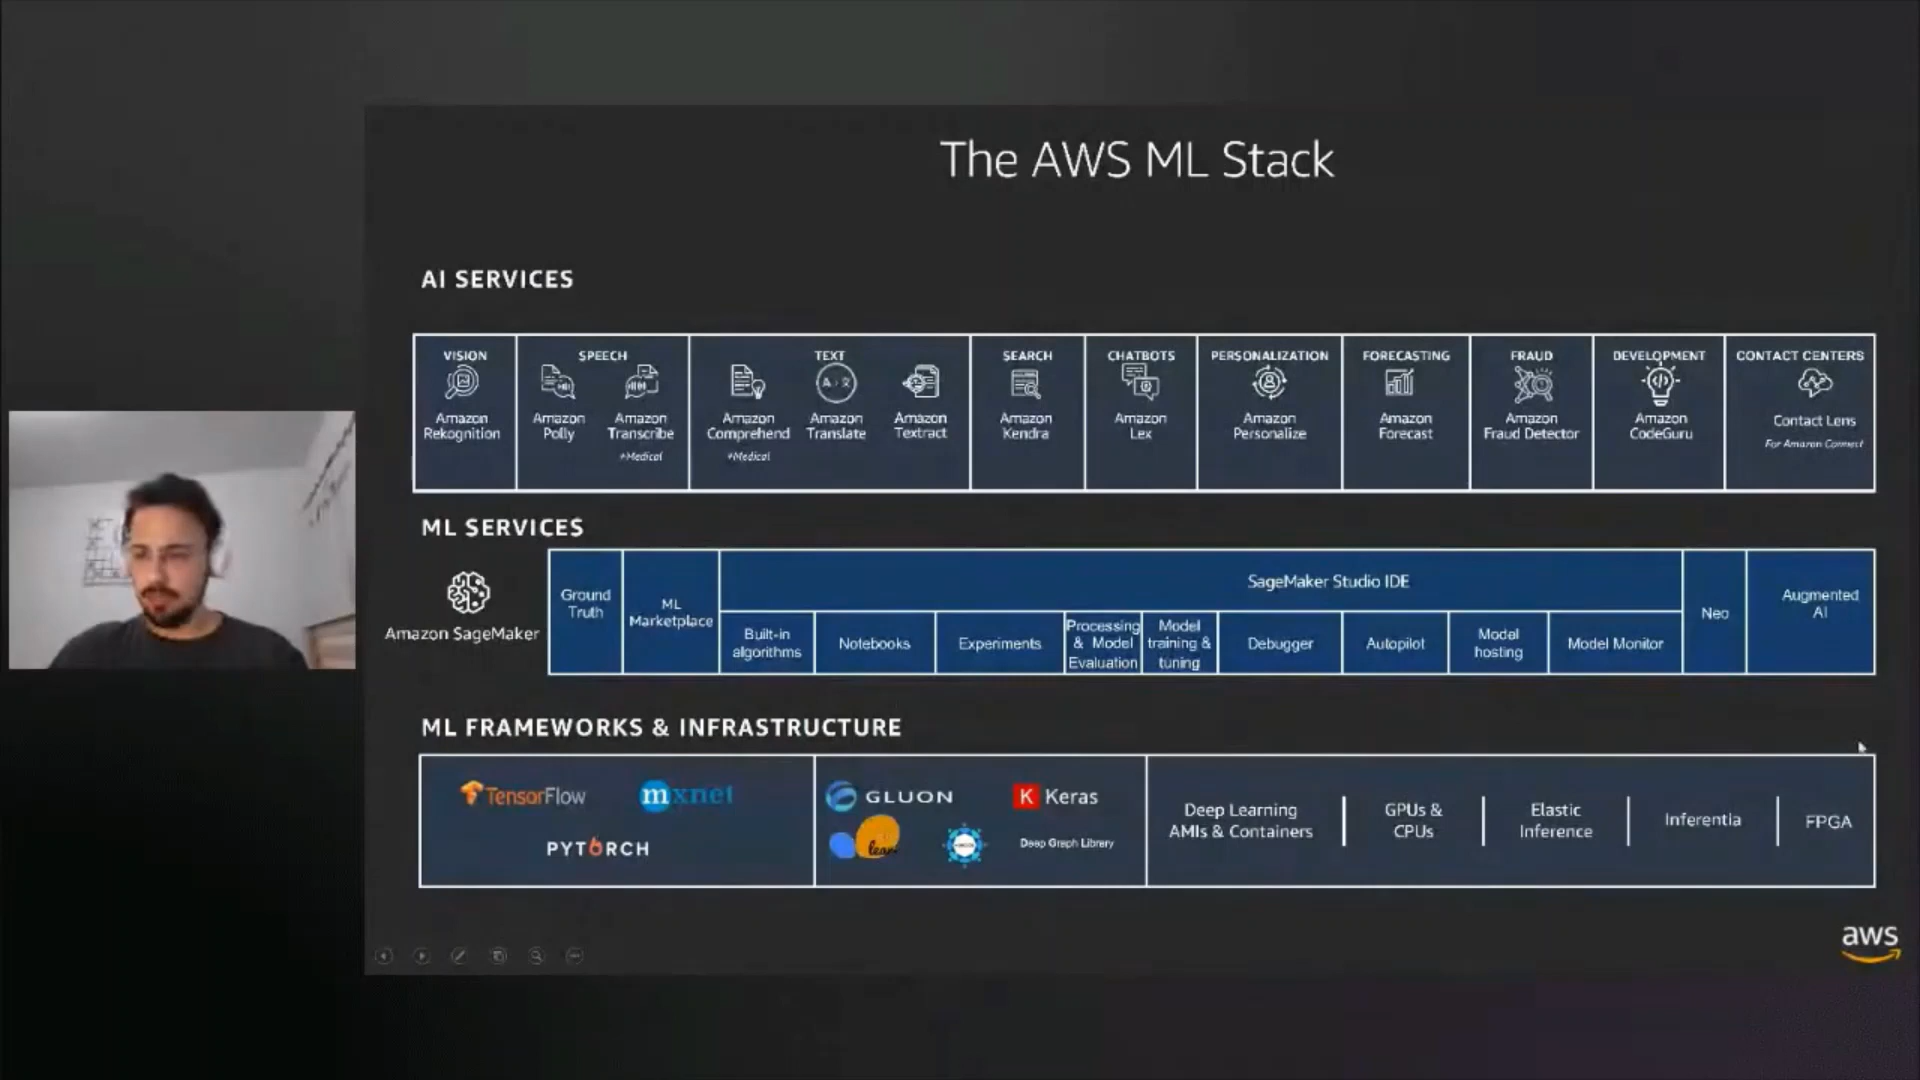 The AWS ML Stack
AI SERVICES
VISION
Amazon
Rekognition
SPEECH
Amazon
Polly
Amazon
Transcribe
+Medical
TEXT
Amazon
Comprehend
+Medical
Amazon
Translate
Amazon
Textract
SEARCH
Amazon
Kendra
CHATBOTS
Amazon
Lex
PERSONALIZATION
Amazon
Personalize
FORECASTING
Amazon
Forecast
FRAUD
Amazon
Fraud Detector
DEVELOPMENT
Amazon
CodeGuru
CONTACT CENTERS
Contact Lens
For Amazon Connect
ML SERVICES
Amazon SageMaker
Ground
Truth
ML
Marketplace
SageMaker Studio IDE
Built-in
algorithms
Notebooks
Experiments
Processing
& Model
Evaluation
Model
training &
tuning
Debugger
Autopilot
Model
hosting
Model Monitor
Neo
Augmented
AI
ML FRAMEWORKS & INFRASTRUCTURE
TensorFlow
mxnet
PYTORCH
GLUON
Keras
learn
Deep Graph Library
Deep Learning
AMIs & Containers
GPUs &
CPUs
Elastic
Inference
Inferentia
FPGA
aws